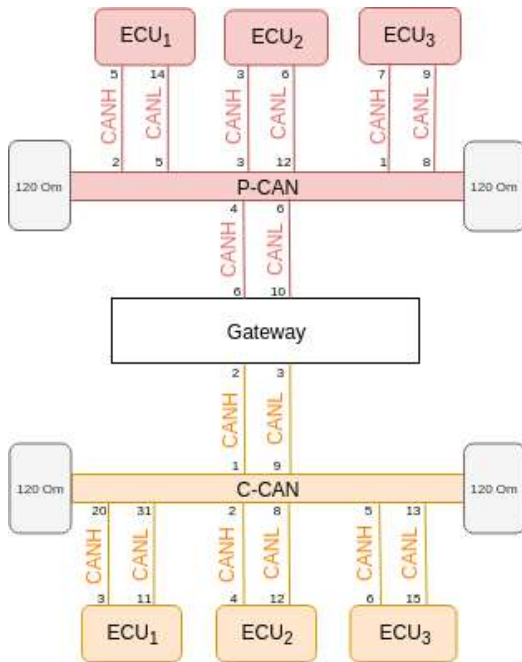 ECU1 ECU2 ECU3
5 14 3 6 7 9
CANH CANL CANH CANL CANH CANL
2 5 3 12 1 8
120 Om P-CAN 120 Om
4 6
CANH CANL
6 10
Gateway
2 3
CANH CANL
1 9
120 Om C-CAN 120 Om
20 31 2 8 5 13
CANH CANL CANH CANL CANH CANL
3 11 4 12 6 15
ECU1 ECU2 ECU3